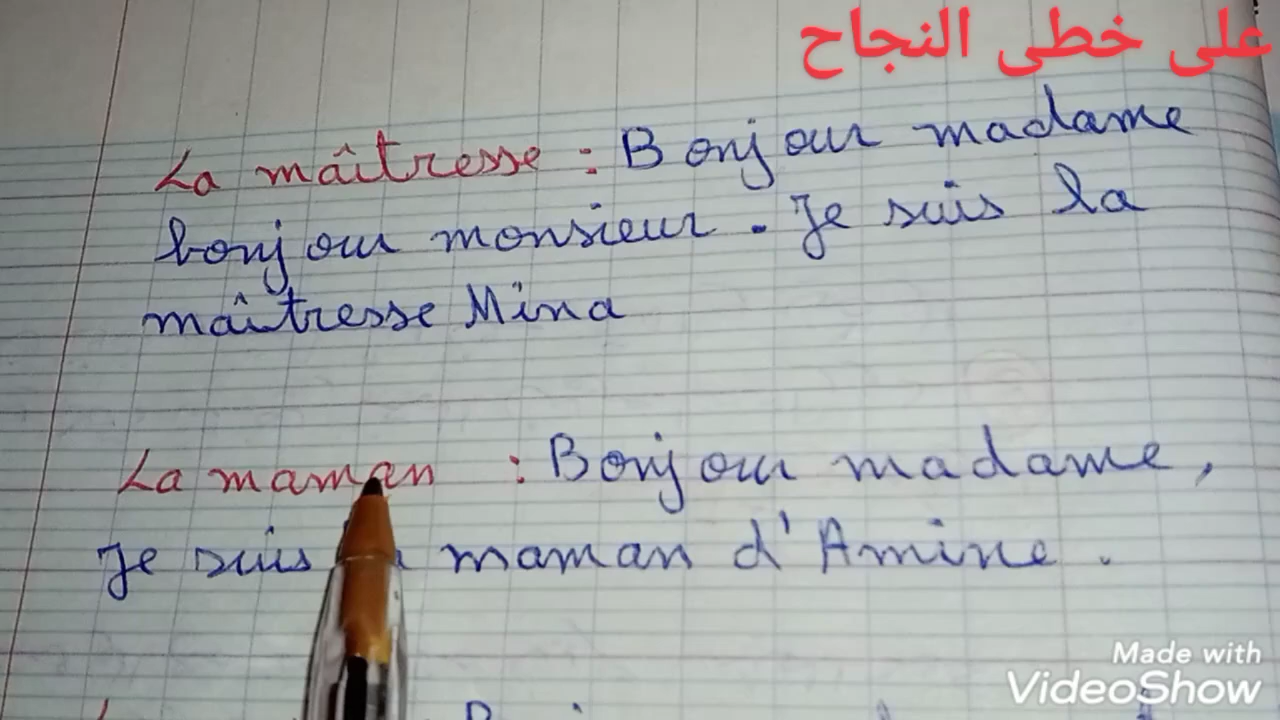 على خطى النجاح
La maîtresse : Bonjour madame
bonjour monsieur. Je suis la
maîtresse Mina
La maman : Bonjour madame,
Je suis maman d'Amine.
Made with
VideoShow